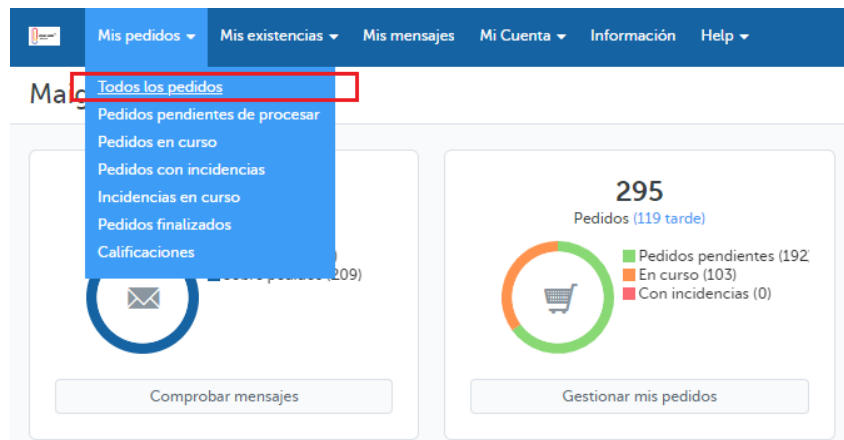 Mis pedidos Mis existencias Mis mensajes Mi Cuenta Información Help
Todos los pedidos
Pedidos pendientes de procesar
Pedidos en curso
Pedidos con incidencias
Incidencias en curso
Pedidos finalizados
Calificaciones
209)
Comprobar mensajes
295
Pedidos (119 tarde)
Pedidos pendientes (192
En curso (103)
Con incidencias (0)
Gestionar mis pedidos